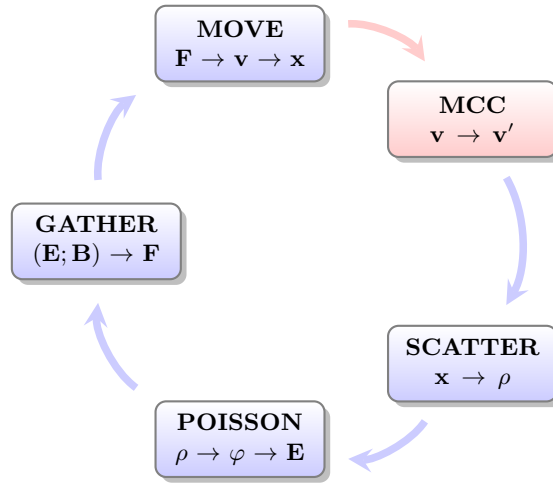 MOVE
F → v → x
MCC
v → v′
SCATTER
x → ρ
POISSON
ρ → φ → E
GATHER
(E; B) → F